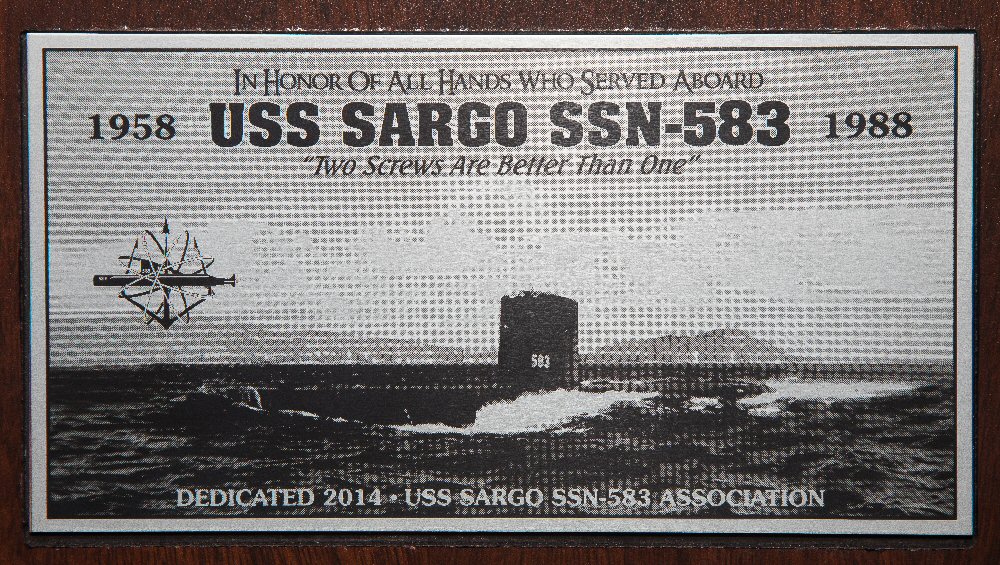 In Honor Of All Hands Who Served Aboard
1958 USS SARGO SSN-583 1988
"Two Screws Are Better Than One"
583
DEDICATED 2014 • USS SARGO SSN-583 ASSOCIATION